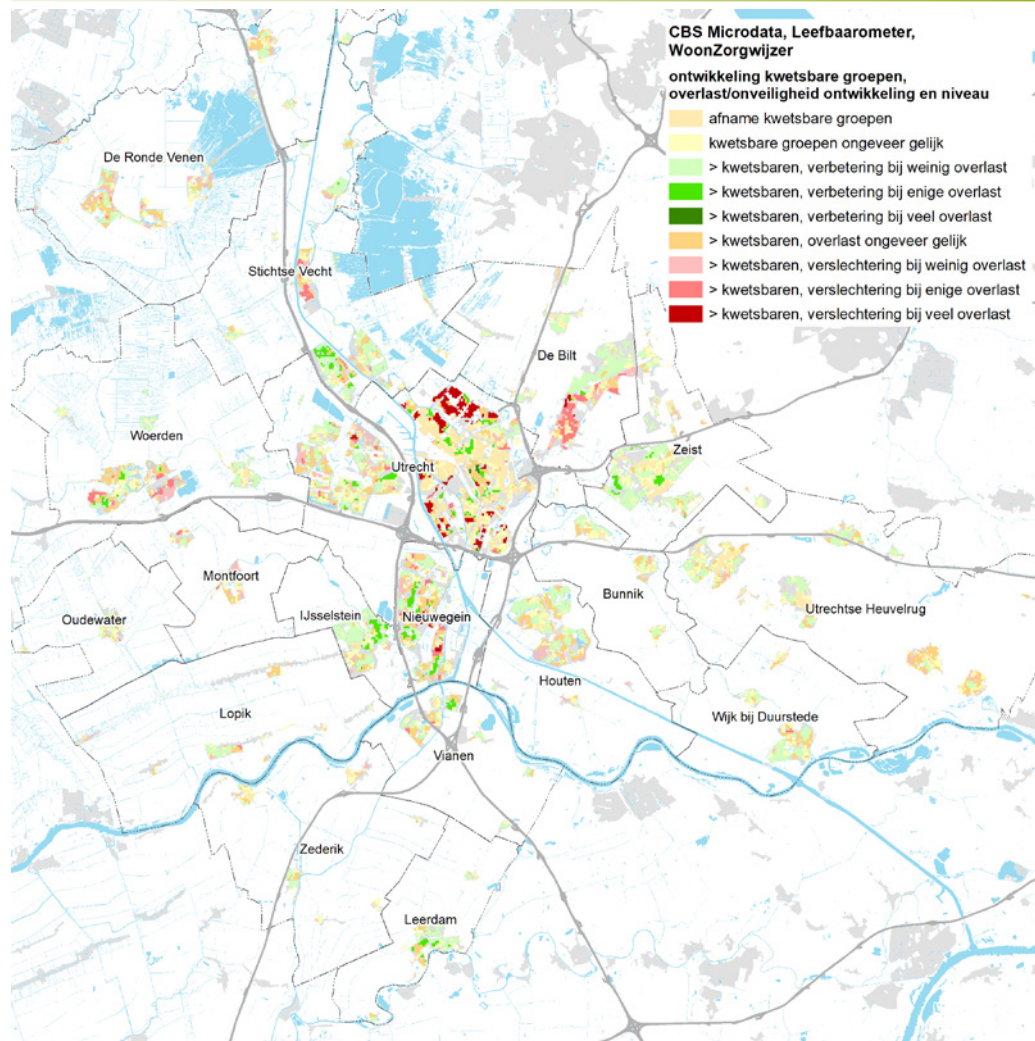 CBS Microdata, Leefbaarometer,
WoonZorgwijzer
ontwikkeling kwetsbare groepen,
overlast/onveiligheid ontwikkeling en niveau
afname kwetsbare groepen
kwetsbare groepen ongeveer gelijk
> kwetsbaren, verbetering bij weinig overlast
> kwetsbaren, verbetering bij enige overlast
> kwetsbaren, verbetering bij veel overlast
> kwetsbaren, overlast ongeveer gelijk
> kwetsbaren, verslechtering bij weinig overlast
> kwetsbaren, verslechtering bij enige overlast
> kwetsbaren, verslechtering bij veel overlast
De Ronde Venen
Stichtse Vecht
De Bilt
Woerden
Zeist
Utrecht
Montfoort
Bunnik
Oudewater
IJsselstein
Nieuwegein
Utrechtse Heuvelrug
Houten
Lopik
Wijk bij Duurstede
Vianen
Zederik
Leerdam